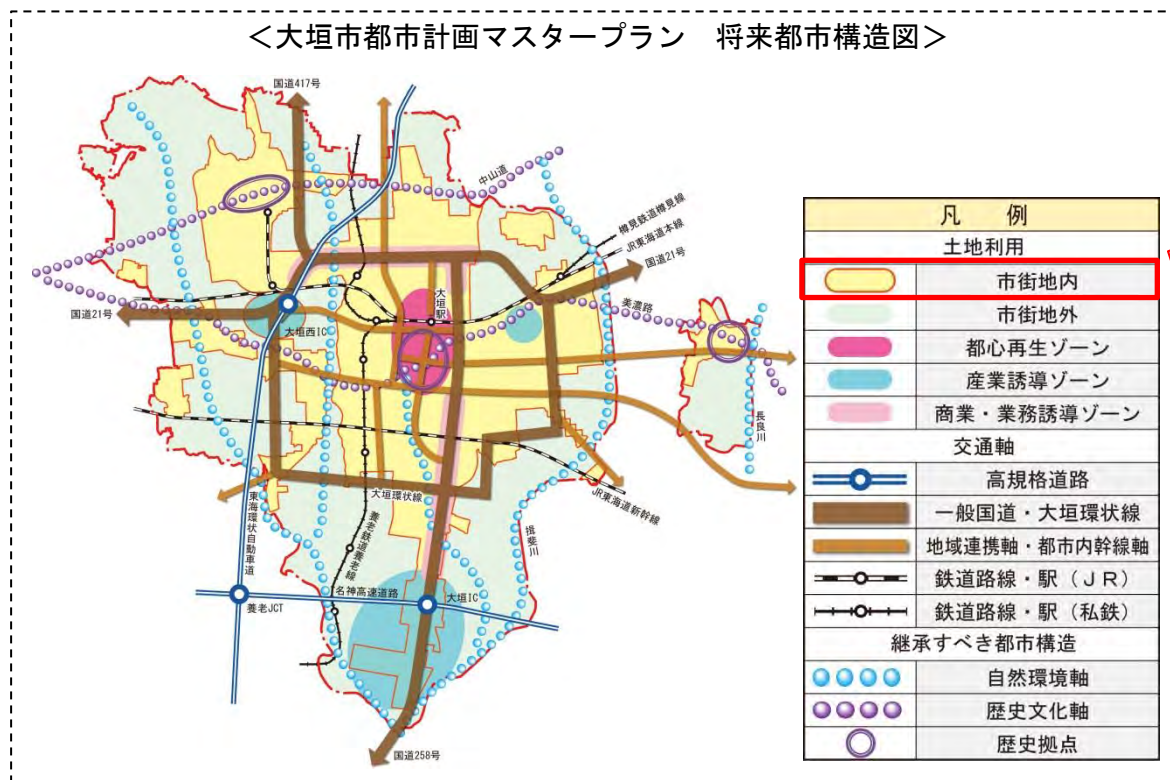 ＜大垣市都市計画マスタープラン　将来都市構造図＞
国道417号
中山道
樽見鉄道樽見線
JR東海道本線
国道21号
大垣駅
美濃路
国道21号
大垣西IC
長良川
大垣環状線
JR東海道新幹線
東海環状自動車道
養老鉄道養老線
揖斐川
名神高速道路
大垣IC
養老JCT
国道258号
凡　例
土地利用
市街地内
市街地外
都心再生ゾーン
産業誘導ゾーン
商業・業務誘導ゾーン
交通軸
高規格道路
一般国道・大垣環状線
地域連携軸・都市内幹線軸
鉄道路線・駅（ＪＲ）
鉄道路線・駅（私鉄）
継承すべき都市構造
自然環境軸
歴史文化軸
歴史拠点